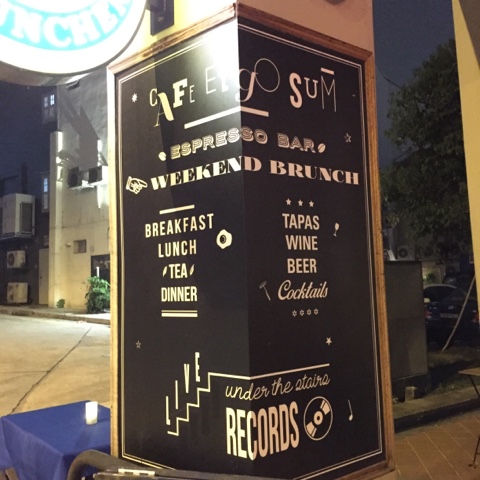 UNCHEN
CAFE ERgO SUM
ESPRESSO BAR
WEEKEND BRUNCH
BREAKFAST
LUNCH
TEA
DINNER
TAPAS
WINE
BEER
Cocktails
LIVE
under the stairs
RECORDS